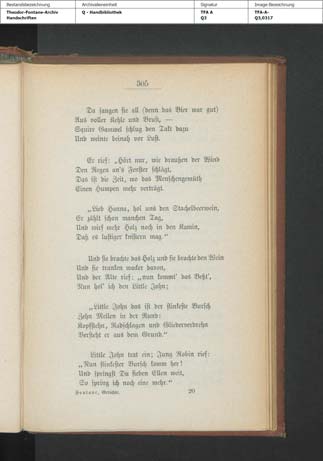 Bestandsbezeichnung Archivalieneinheit Signatur Image Bezeichnung
Theodor-Fontane-Archiv Q - Handbibliothek TFA A TFA-A-
Handschriften Q3 Q3,0317
305
Da sangen sie all (denn das Bier war gut)
Aus voller Kehle und Brust, —
Squire Gamwel schlug den Takt dazu
Und weinte beinah vor Lust.
Er rief: „Hört nur, wie draußen der Wind
Den Regen an's Fenster schlägt,
Das ist die Zeit, wo das Menschengemüth
Einen Humpen mehr verträgt.
„Lieb Hanna, hol uns den Stachelbeerwein,
Er zählt schon manchen Tag,
Und wirf mehr Holz noch in den Kamin,
Daß es lustiger knistern mag.“
Und sie brachte das Holz und sie brachte den Wein
Und sie tranken wacker davon,
Und der Alte rief: „nun kommt' das Best',
Nun hol' ich den Little John;
„Little John das ist der flinkeste Bursch
Zehn Meilen in der Rund:
Kopfstehn, Radschlagen und Gliederverdrehn
Versteht er aus dem Grund.“
Little John trat ein; Jung Robin rief:
„Nun flinkester Bursch komm her!
Und springst Du sieben Ellen weit,
So spring ich noch eine mehr.“
Fontane, Gedichte. 20